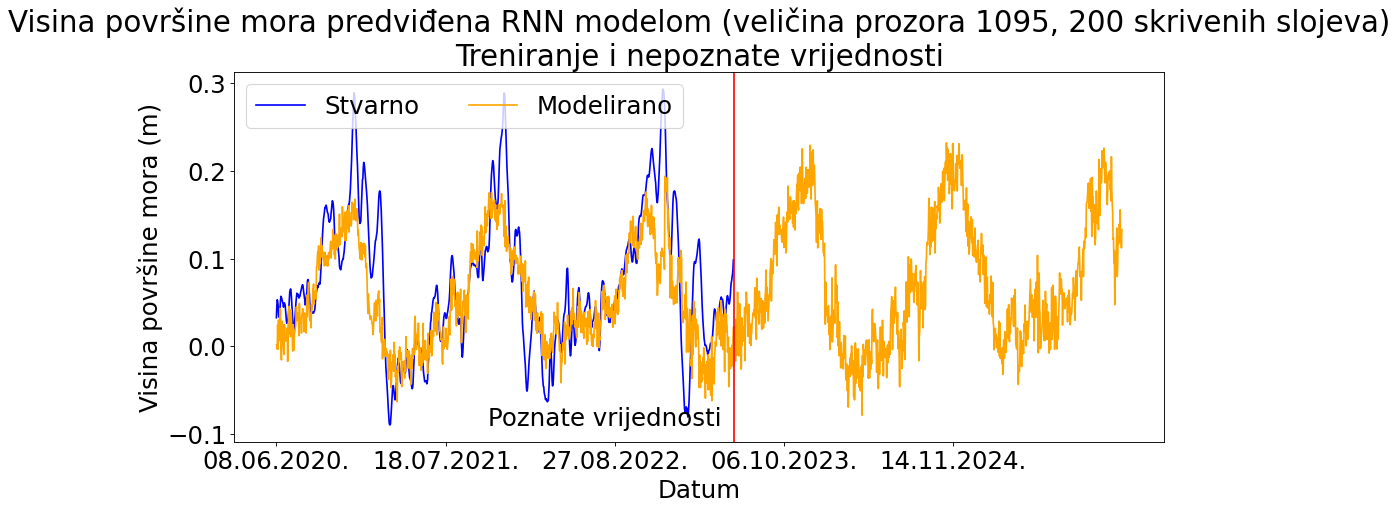 Visina površine mora predviđena RNN modelom (veličina prozora 1095, 200 skrivenih slojeva)
Treniranje i nepoznate vrijednosti
Stvarno
Modelirano
Visina površine mora (m)
0.3
0.2
0.1
0.0
−0.1
Poznate vrijednosti
08.06.2020.
18.07.2021.
27.08.2022.
06.10.2023.
14.11.2024.
Datum